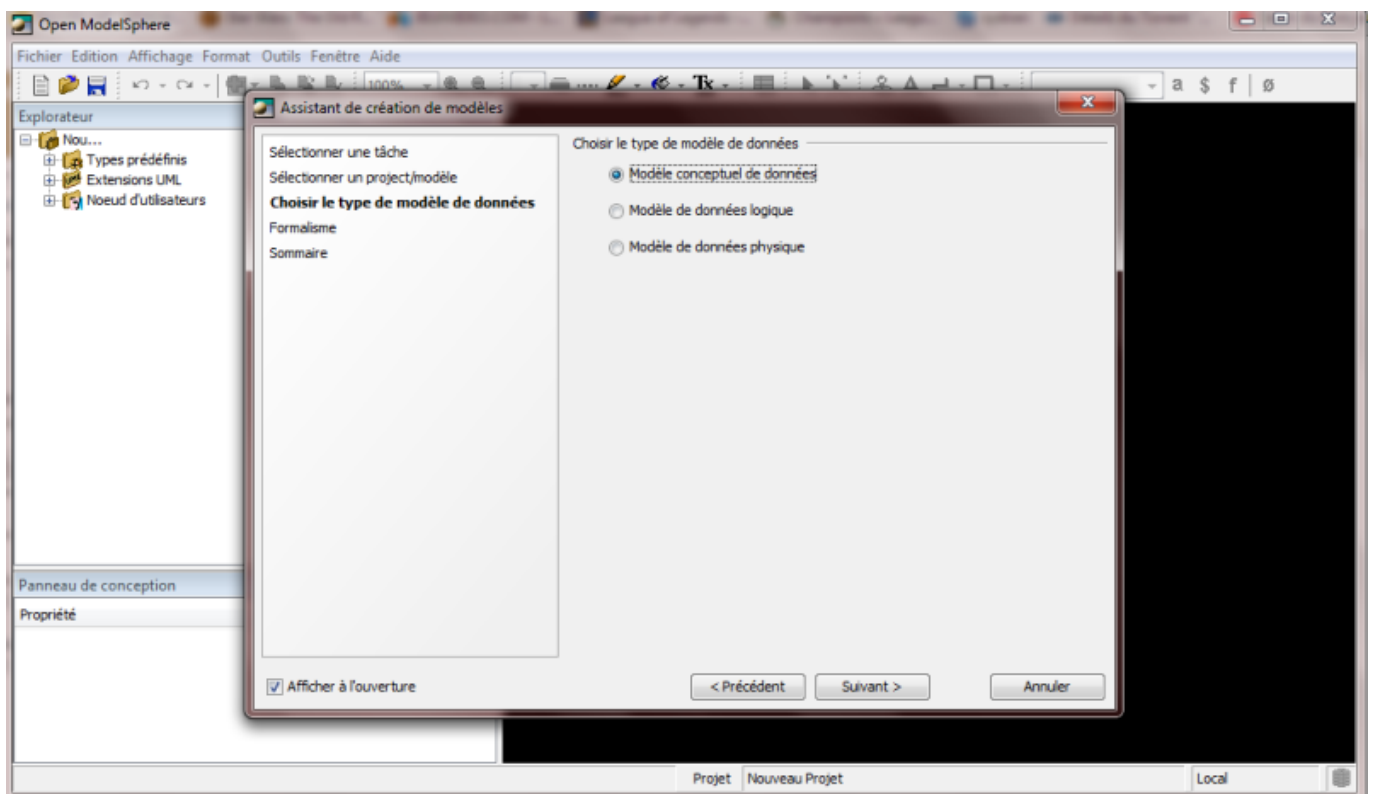 Open ModelSphere
Fichier Edition Affichage Format Outils Fenêtre Aide
100%
Tx
a $ f ø
Explorateur
Nou...
Types prédéfinis
Extensions UML
Noeud d'utilisateurs
Assistant de création de modèles
Sélectionner une tâche
Sélectionner un project/modèle
Choisir le type de modèle de données
Formalisme
Sommaire
Choisir le type de modèle de données
Modèle conceptuel de données
Modèle de données logique
Modèle de données physique
Panneau de conception
Propriété
Afficher à l'ouverture
< Précédent
Suivant >
Annuler
Projet Nouveau Projet
Local